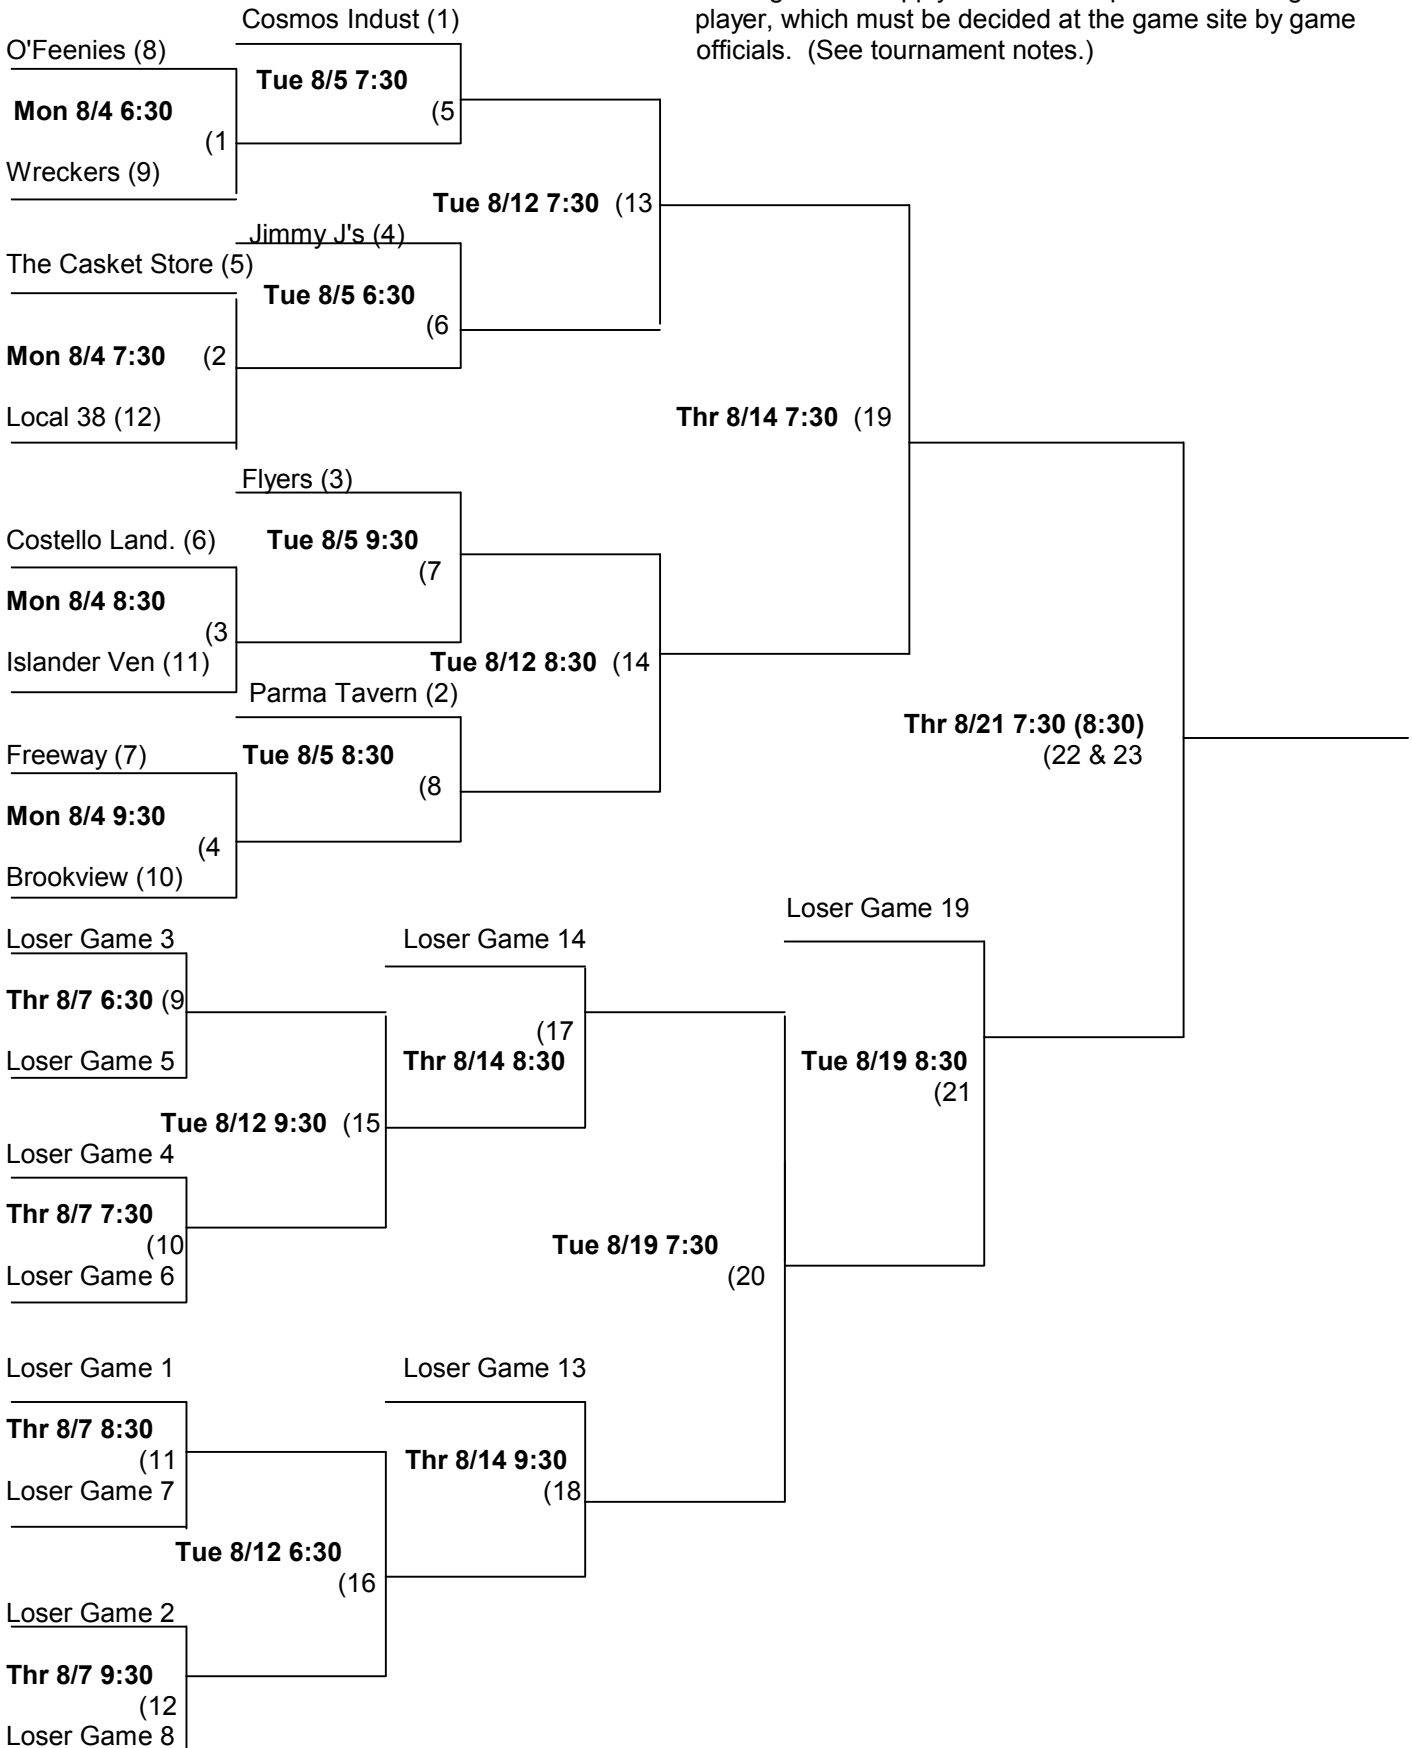 player, which must be decided at the game site by game
officials.  (See tournament notes.)
Cosmos Indust (1)
O'Feenies (8)
Tue 8/5 7:30
Mon 8/4 6:30
(5
(1
Wreckers (9)
Tue 8/12 7:30  (13
Jimmy J's (4)
The Casket Store (5)
Tue 8/5 6:30
(6
Mon 8/4 7:30     (2
Local 38 (12)
Thr 8/14 7:30  (19
Flyers (3)
Costello Land. (6)
Tue 8/5 9:30
(7
Mon 8/4 8:30
(3
Islander Ven (11)
Tue 8/12 8:30  (14
Parma Tavern (2)
Thr 8/21 7:30 (8:30)
(22 & 23
Freeway (7)
Tue 8/5 8:30
(8
Mon 8/4 9:30
(4
Brookview (10)
Loser Game 19
Loser Game 3
Loser Game 14
Thr 8/7 6:30 (9
(17
Loser Game 5
Thr 8/14 8:30
Tue 8/19 8:30
(21
Tue 8/12 9:30  (15
Loser Game 4
Thr 8/7 7:30
(10
Tue 8/19 7:30
(20
Loser Game 6
Loser Game 1
Loser Game 13
Thr 8/7 8:30
(11
Thr 8/14 9:30
(18
Loser Game 7
Tue 8/12 6:30
(16
Loser Game 2
Thr 8/7 9:30
(12
Loser Game 8